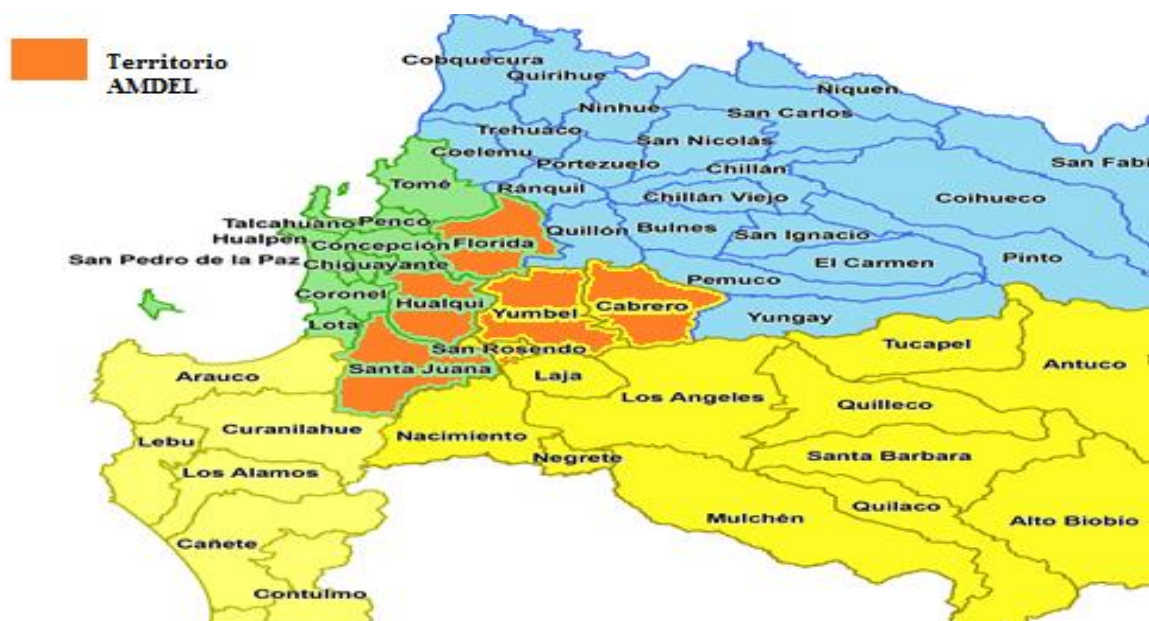 Territorio
AMDEL
Cobquecura
Quirihue
Ñiquen
Ninhue
San Carlos
Trehuaco
San Nicolás
Coelemu
Portezuelo
Chillán
San Fabi
Tomé
Ránquil
Chillán Viejo
Coihueco
Talcahuano
Penco
Hualpen
Concepción
Florida
Quillón
Bulnes
San Ignacio
San Pedro de la Paz
Chiguayante
El Carmen
Pinto
Coronel
Hualqui
Yumbel
Cabrero
Pemuco
Lota
Yungay
San Rosendo
Tucapel
Arauco
Santa Juana
Laja
Antuco
Los Angeles
Quilleco
Curanilahue
Lebu
Nacimiento
Negrete
Santa Barbara
Los Alamos
Mulchén
Quilaco
Alto Biobio
Cañete
Contulmo